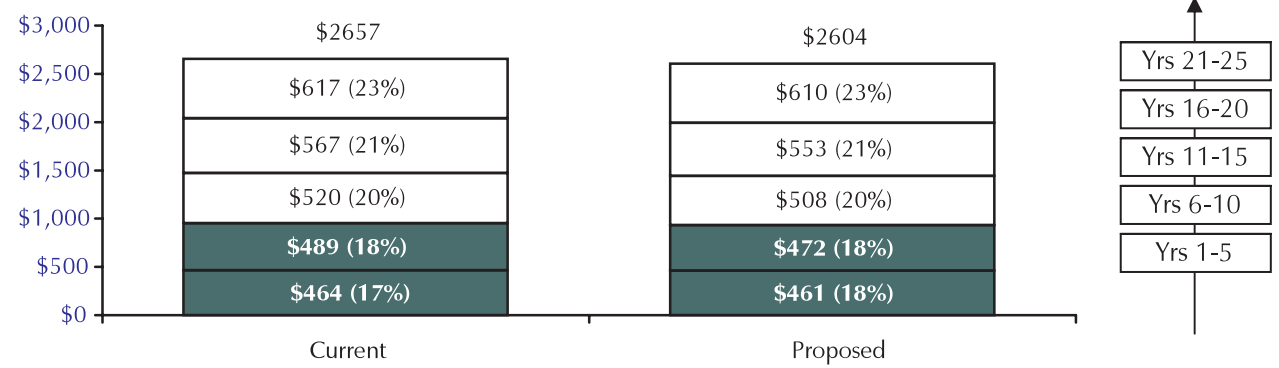 $3,000
$2,500
$2,000
$1,500
$1,000
$500
$0
$2657
$617 (23%)
$567 (21%)
$520 (20%)
$489 (18%)
$464 (17%)
Current
$2604
$610 (23%)
$553 (21%)
$508 (20%)
$472 (18%)
$461 (18%)
Proposed
Yrs 21-25
Yrs 16-20
Yrs 11-15
Yrs 6-10
Yrs 1-5